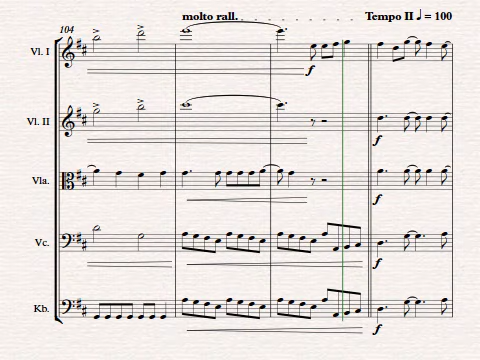 molto rall. Tempo II ♩ = 100
104
Vl. I
f
Vl. II
f
Vla.
f
Vc.
f
Kb.
f